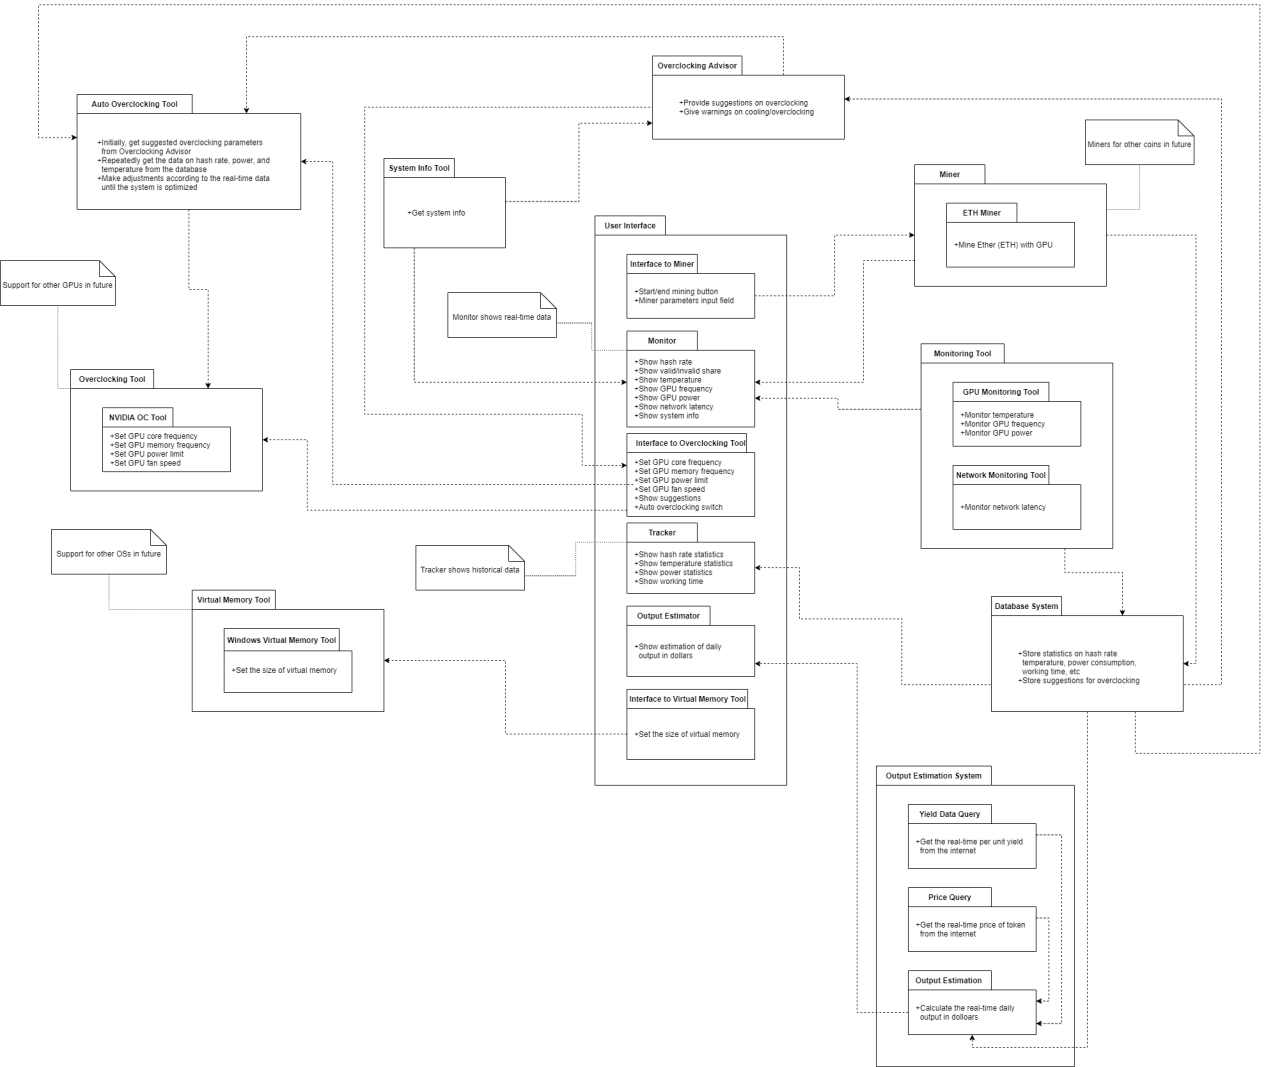 Overclocking Advisor
+Provide suggestions on overclocking
+Give warnings on cooling/overclocking
Auto Overclocking Tool
+Initially, get suggested overclocking parameters
from Overclocking Advisor
+Repeatedly get the data on hash rate, power, and
temperature from the database
+Make adjustments according to the real-time data
until the system is optimized
Miners for other coins in future
System Info Tool
+Get system info
Miner
ETH Miner
+Mine Ether (ETH) with GPU
User Interface
Interface to Miner
+Start/end mining button
+Miner parameters input field
Support for other GPUs in future
Monitor shows real-time data
Monitor
+Show hash rate
+Show valid/invalid share
+Show temperature
+Show GPU frequency
+Show GPU power
+Show network latency
+Show system info
Monitoring Tool
GPU Monitoring Tool
+Monitor temperature
+Monitor GPU frequency
+Monitor GPU power
Network Monitoring Tool
+Monitor network latency
Overclocking Tool
NVIDIA OC Tool
+Set GPU core frequency
+Set GPU memory frequency
+Set GPU power limit
+Set GPU fan speed
Interface to Overclocking Tool
+Set GPU core frequency
+Set GPU memory frequency
+Set GPU power limit
+Set GPU fan speed
+Show suggestions
+Auto overclocking switch
Support for other OSs in future
Tracker shows historical data
Tracker
+Show hash rate statistics
+Show temperature statistics
+Show power statistics
+Show working time
Virtual Memory Tool
Windows Virtual Memory Tool
+Set the size of virtual memory
Output Estimator
+Show estimation of daily
output in dollars
Database System
+Store statistics on hash rate
temperature, power consumption,
working time, etc
+Store suggestions for overclocking
Interface to Virtual Memory Tool
+Set the size of virtual memory
Output Estimation System
Yield Data Query
+Get the real-time per unit yield
from the internet
Price Query
+Get the real-time price of token
from the internet
Output Estimation
+Calculate the real-time daily
output in dolloars